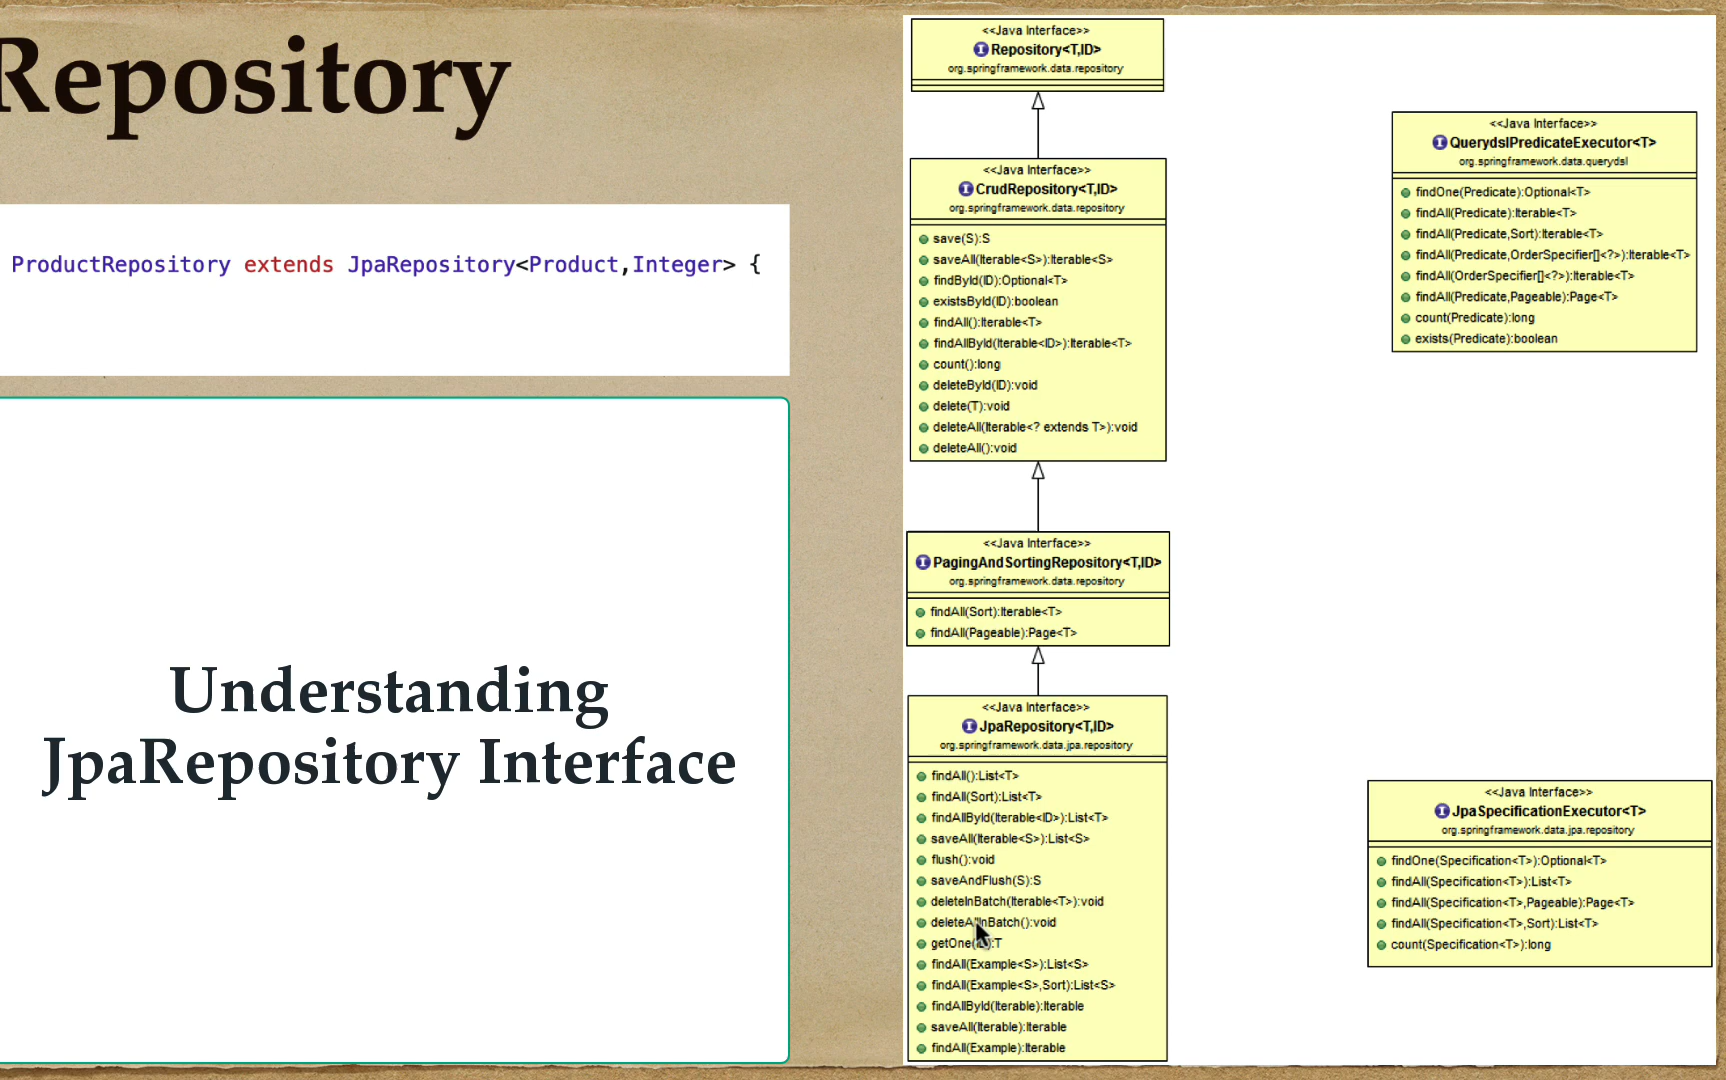 Repository
ProductRepository extends JpaRepository<Product,Integer> {
Understanding
JpaRepository Interface
<<Java Interface>>
Repository<T,ID>
org.springframework.data.repository
<<Java Interface>>
CrudRepository<T,ID>
org.springframework.data.repository
save(S):S
saveAll(Iterable<S>):Iterable<S>
findById(ID):Optional<T>
existsById(ID):boolean
findAll():Iterable<T>
findAllById(Iterable<ID>):Iterable<T>
count():long
deleteById(ID):void
delete(T):void
deleteAll(Iterable<? extends T>):void
deleteAll():void
<<Java Interface>>
PagingAndSortingRepository<T,ID>
org.springframework.data.repository
findAll(Sort):Iterable<T>
findAll(Pageable):Page<T>
<<Java Interface>>
JpaRepository<T,ID>
org.springframework.data.jpa.repository
findAll():List<T>
findAll(Sort):List<T>
findAllById(Iterable<ID>):List<T>
saveAll(Iterable<S>):List<S>
flush():void
saveAndFlush(S):S
deleteInBatch(Iterable<T>):void
deleteAllInBatch():void
getOne(ID):T
findAll(Example<S>):List<S>
findAll(Example<S>,Sort):List<S>
findAllById(Iterable):Iterable
saveAll(Iterable):Iterable
findAll(Example):Iterable
<<Java Interface>>
QuerydslPredicateExecutor<T>
org.springframework.data.querydsl
findOne(Predicate):Optional<T>
findAll(Predicate):Iterable<T>
findAll(Predicate,Sort):Iterable<T>
findAll(Predicate,OrderSpecifier[]<?>):Iterable<T>
findAll(OrderSpecifier[]<?>):Iterable<T>
findAll(Predicate,Pageable):Page<T>
count(Predicate):long
exists(Predicate):boolean
<<Java Interface>>
JpaSpecificationExecutor<T>
org.springframework.data.jpa.repository
findOne(Specification<T>):Optional<T>
findAll(Specification<T>):List<T>
findAll(Specification<T>,Pageable):Page<T>
findAll(Specification<T>,Sort):List<T>
count(Specification<T>):long